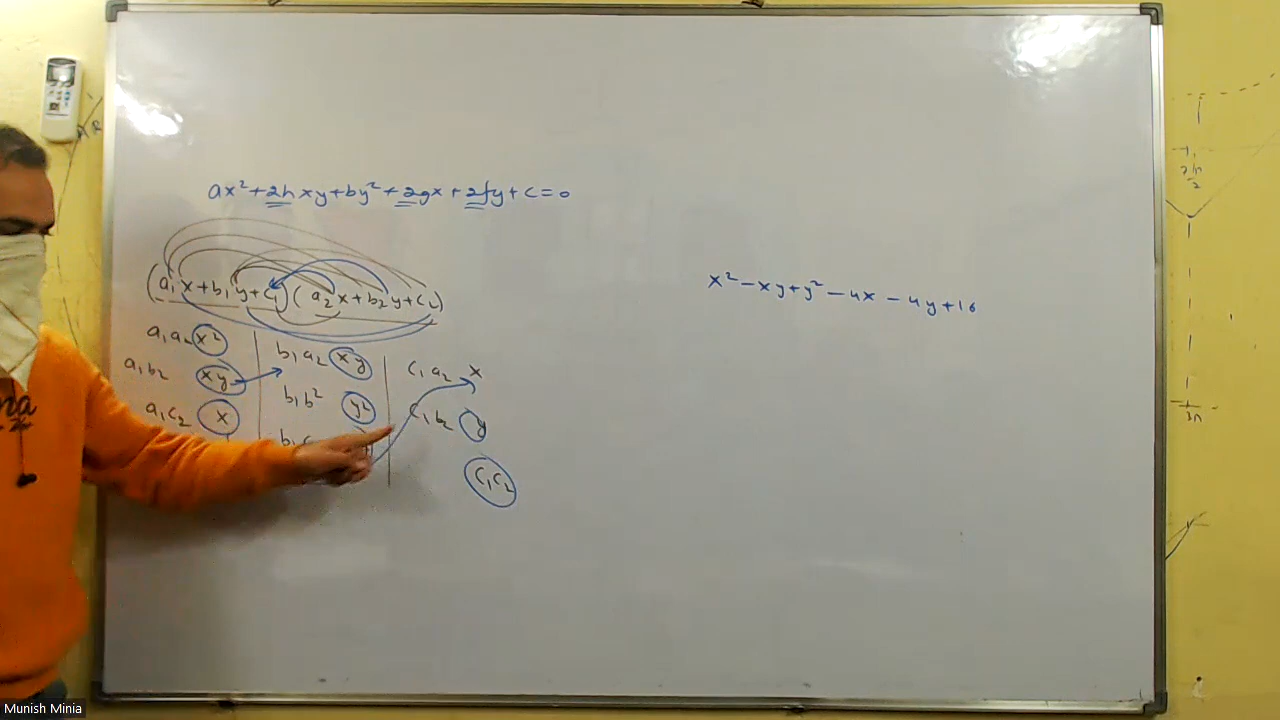 ax² + 2hxy + by² + 2gx + 2fy + c = 0
(a₁x + b₁y + c₁)(a₂x + b₂y + c₂)
a₁a₂ x²
a₁b₂ xy
a₁c₂ x
b₁a₂ xy
b₁b² y²
b₁c
c₁a₂ x
c₁b₂ y
c₁c₂
x² - xy + y² - 4x - 4y + 16
Munish Minia